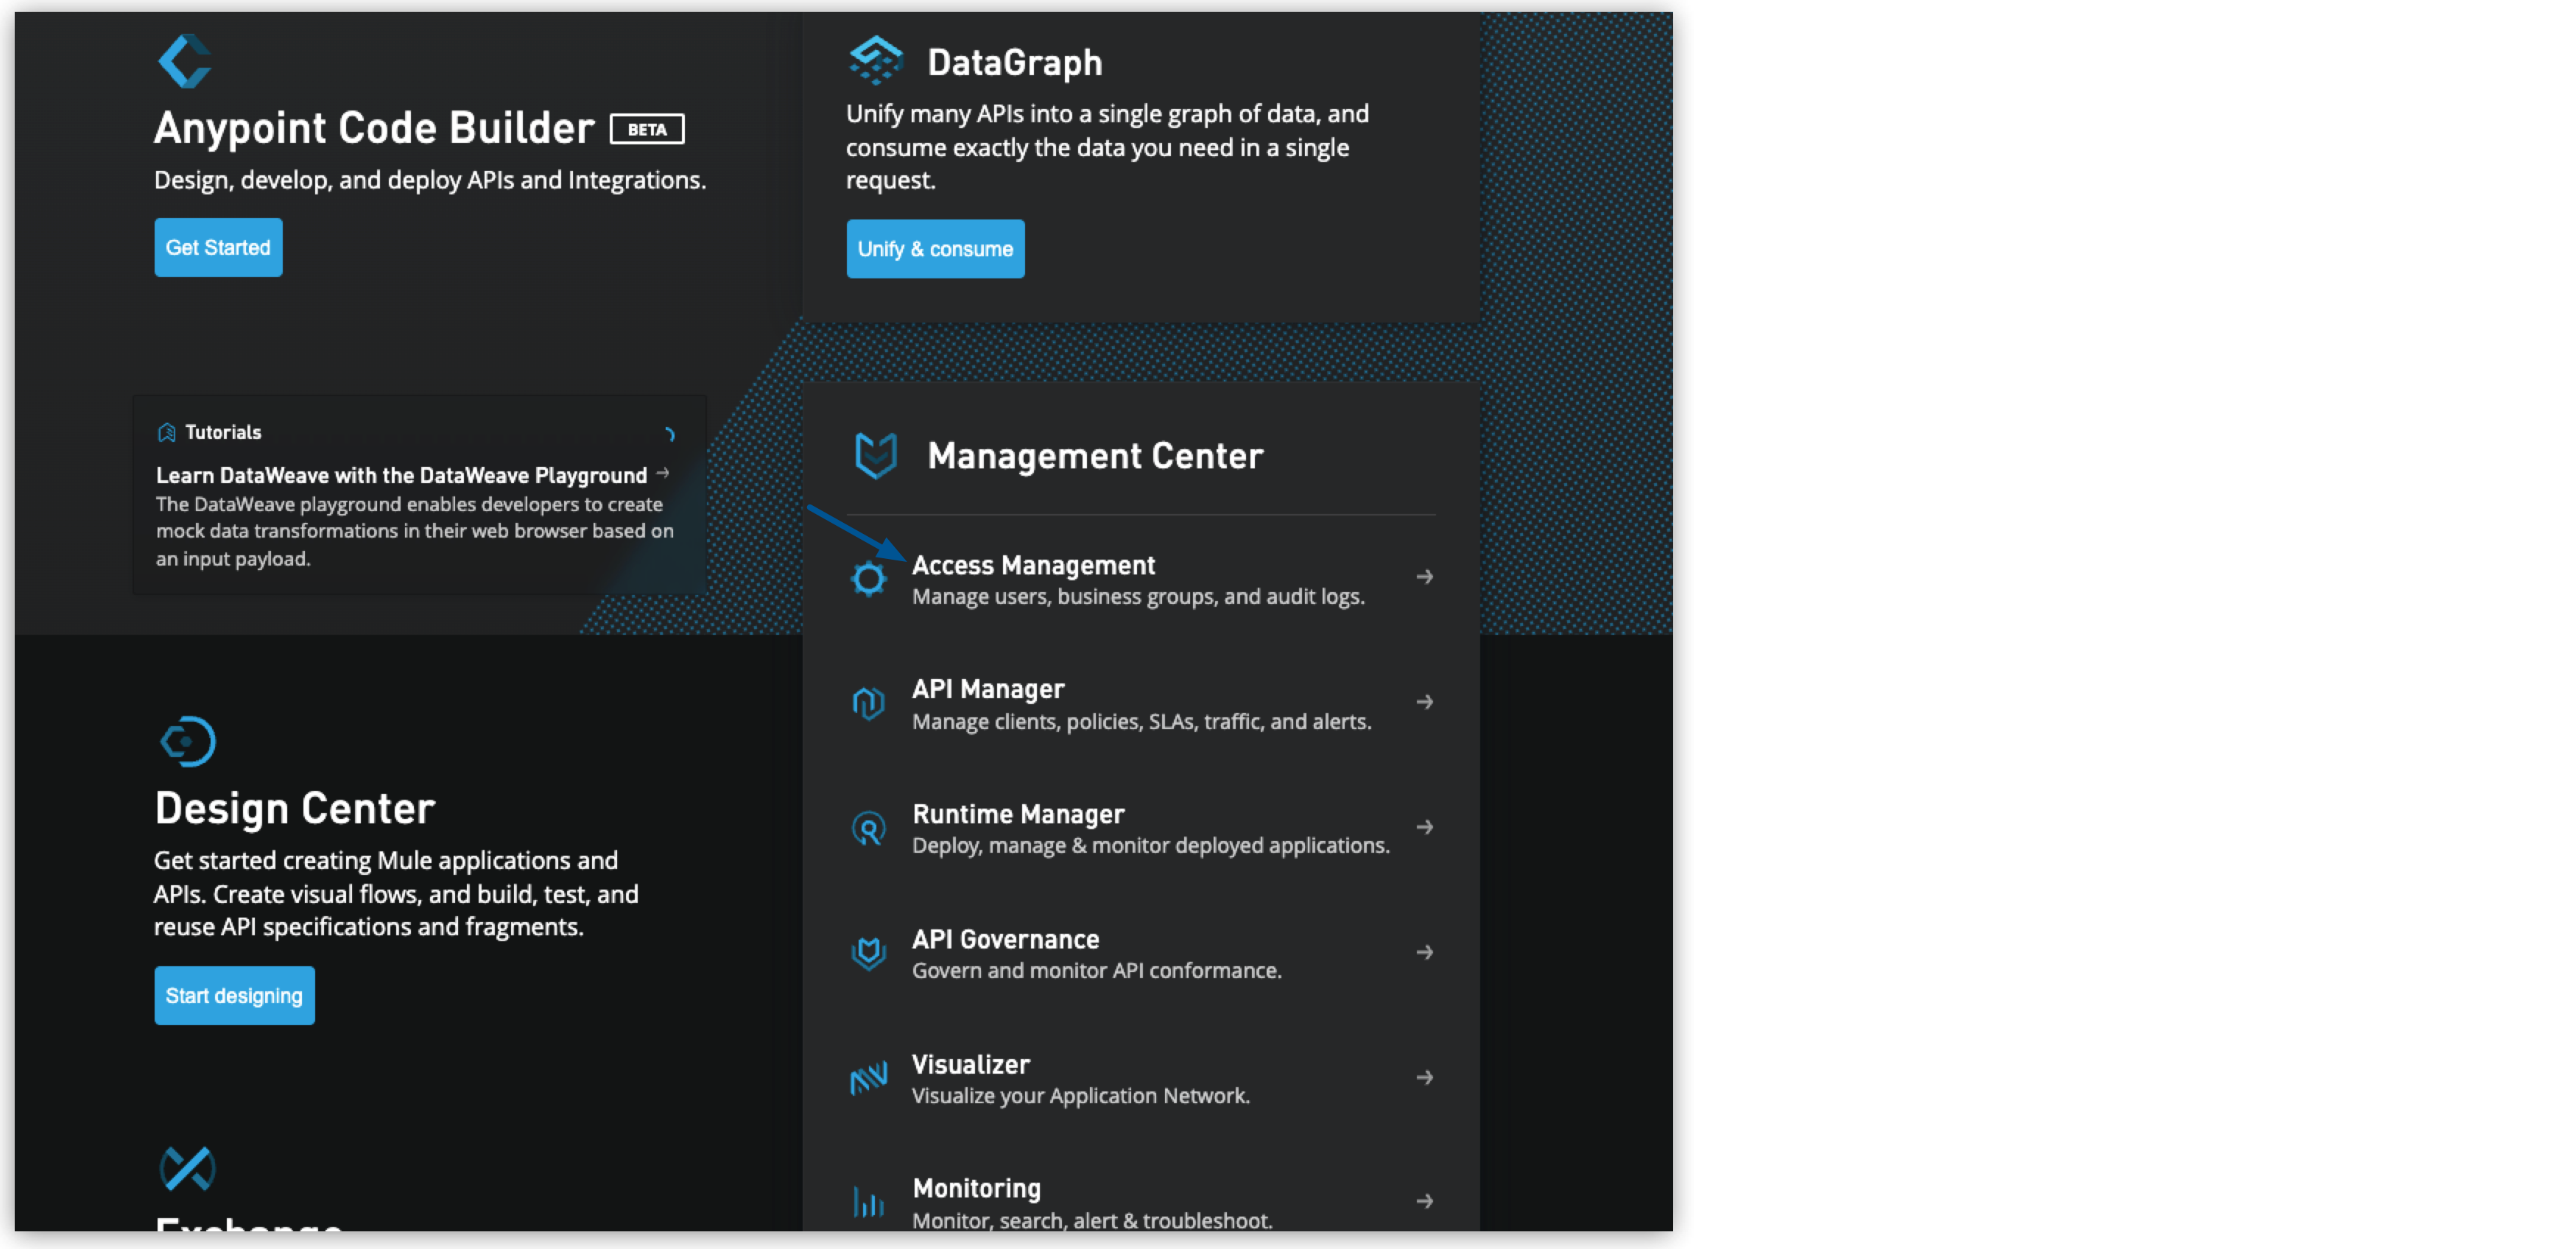 Anypoint Code Builder BETA
Design, develop, and deploy APIs and Integrations.
Get Started
Tutorials
Learn DataWeave with the DataWeave Playground →
The DataWeave playground enables developers to create
mock data transformations in their web browser based on
an input payload.
Design Center
Get started creating Mule applications and
APIs. Create visual flows, and build, test, and
reuse API specifications and fragments.
Start designing
Exchange
DataGraph
Unify many APIs into a single graph of data, and
consume exactly the data you need in a single
request.
Unify & consume
Management Center
Access Management
Manage users, business groups, and audit logs.
API Manager
Manage clients, policies, SLAs, traffic, and alerts.
Runtime Manager
Deploy, manage & monitor deployed applications.
API Governance
Govern and monitor API conformance.
Visualizer
Visualize your Application Network.
Monitoring
Monitor, search, alert & troubleshoot.